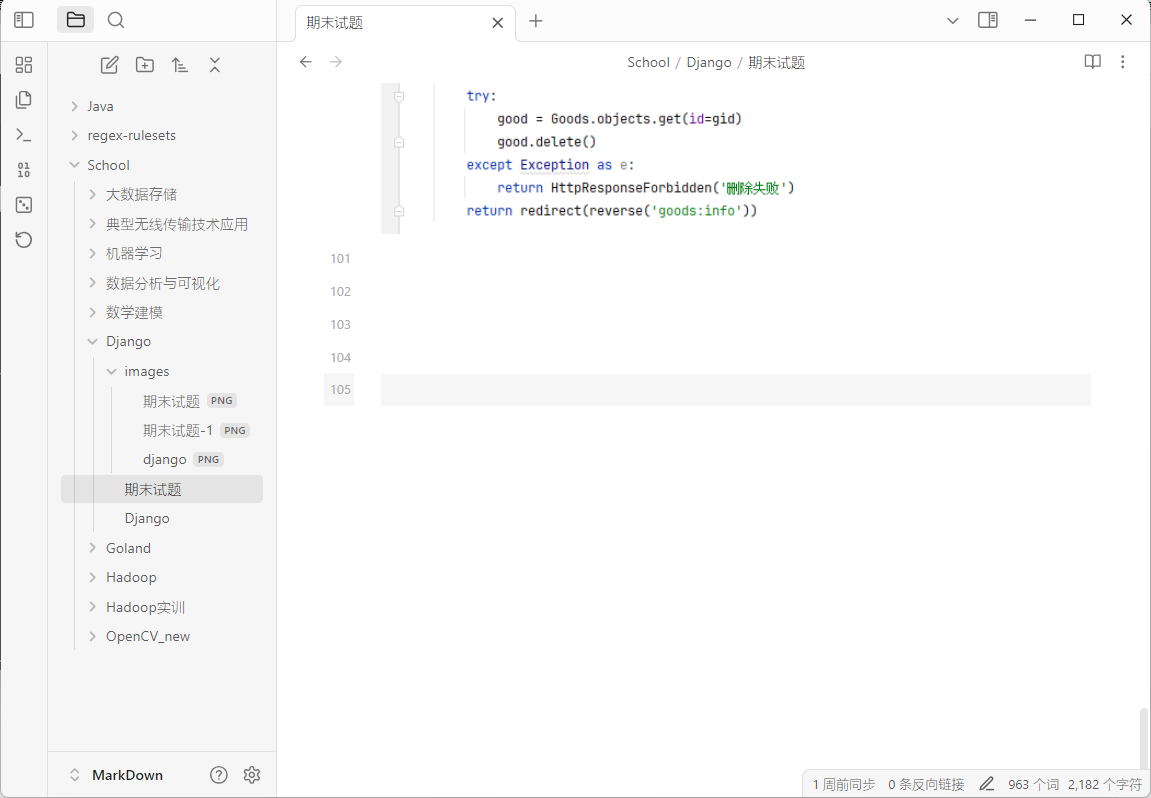 期末试题
School / Django / 期末试题
Java
regex-rulesets
School
大数据存储
典型无线传输技术应用
机器学习
数据分析与可视化
数学建模
Django
images
期末试题 PNG
期末试题-1 PNG
django PNG
期末试题
Django
Goland
Hadoop
Hadoop实训
OpenCV_new
MarkDown
try:
good = Goods.objects.get(id=gid)
good.delete()
except Exception as e:
return HttpResponseForbidden('删除失败')
return redirect(reverse('goods:info'))
101
102
103
104
105
1 周前同步 0 条反向链接 963 个词 2,182 个字符